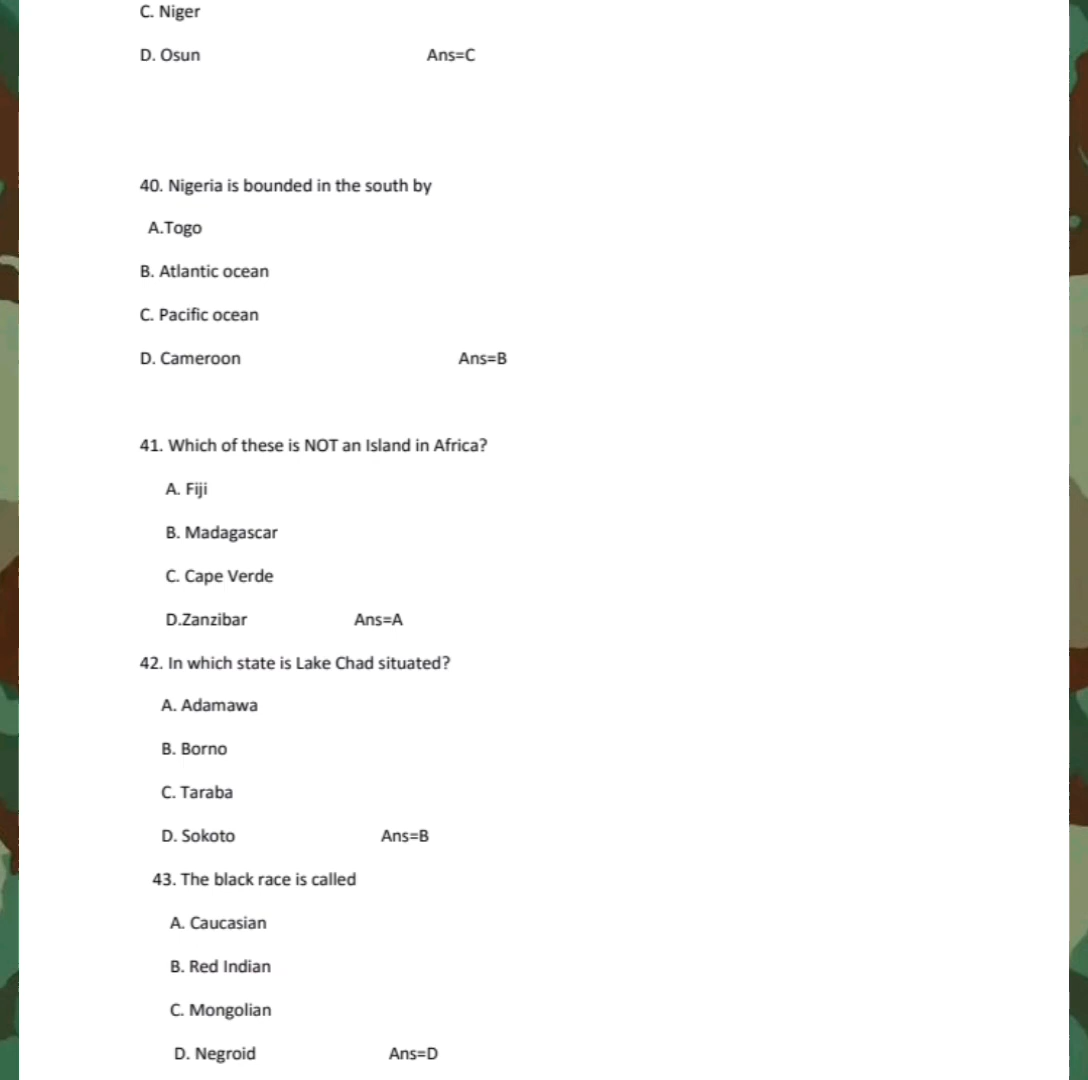 C. Niger
D. Osun Ans=C
40. Nigeria is bounded in the south by
A.Togo
B. Atlantic ocean
C. Pacific ocean
D. Cameroon Ans=B
41. Which of these is NOT an Island in Africa?
A. Fiji
B. Madagascar
C. Cape Verde
D.Zanzibar Ans=A
42. In which state is Lake Chad situated?
A. Adamawa
B. Borno
C. Taraba
D. Sokoto Ans=B
43. The black race is called
A. Caucasian
B. Red Indian
C. Mongolian
D. Negroid Ans=D